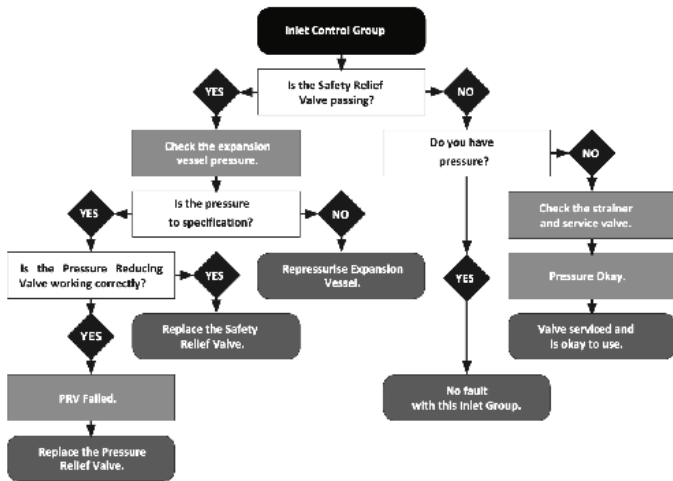 Inlet Control Group
Is the Safety Relief
Valve passing?
YES
NO
Check the expansion
vessel pressure.
Do you have
pressure?
NO
Is the pressure
to specification?
YES
NO
Check the strainer
and service valve.
Is the Pressure Reducing
Valve working correctly?
YES
Repressurise Expansion
Vessel.
YES
Pressure Okay.
YES
Replace the Safety
Relief Valve.
Valve serviced and
is okay to use.
PRV Failed.
No fault
with this Inlet Group.
Replace the Pressure
Relief Valve.